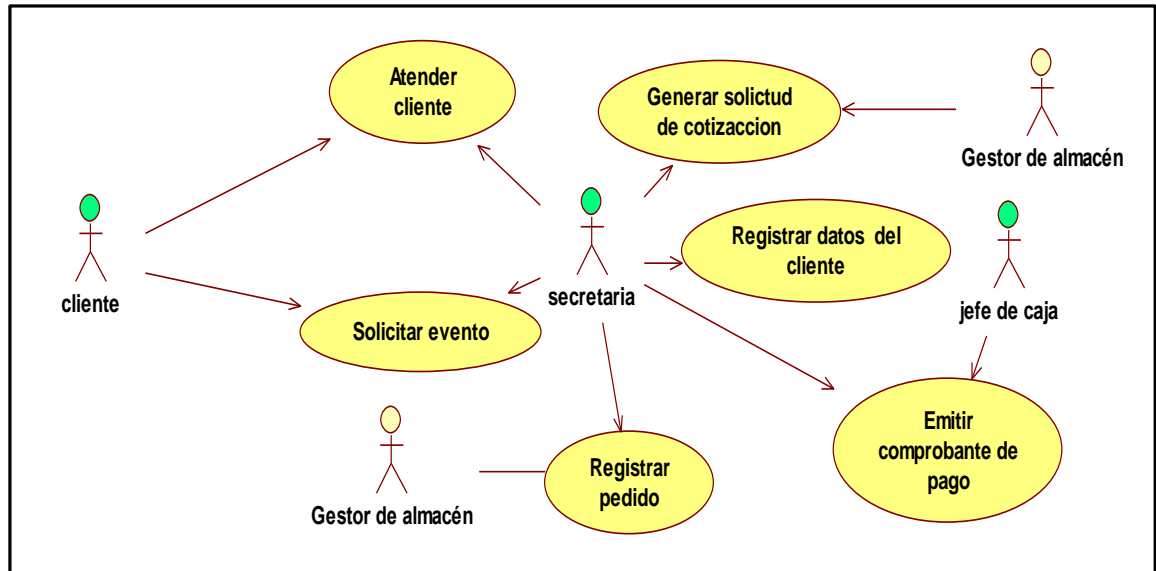 Atender
cliente
Generar solictud
de cotizaccion
Gestor de almacén
cliente
secretaria
Registrar datos del
cliente
jefe de caja
Solicitar evento
Gestor de almacén
Registrar
pedido
Emitir
comprobante de
pago